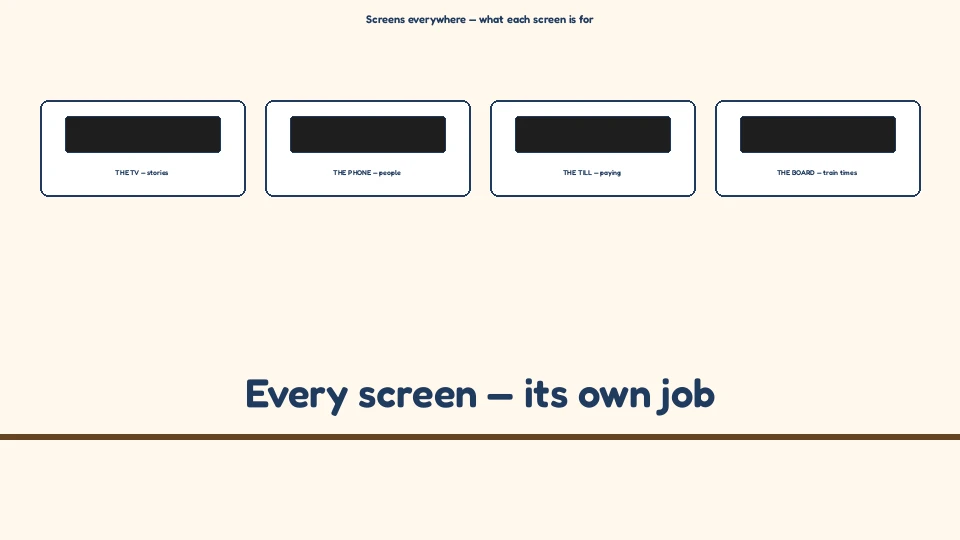 Screens everywhere — what each screen is for
THE TV — stories
THE PHONE — people
THE TILL — paying
THE BOARD — train times
Every screen — its own job